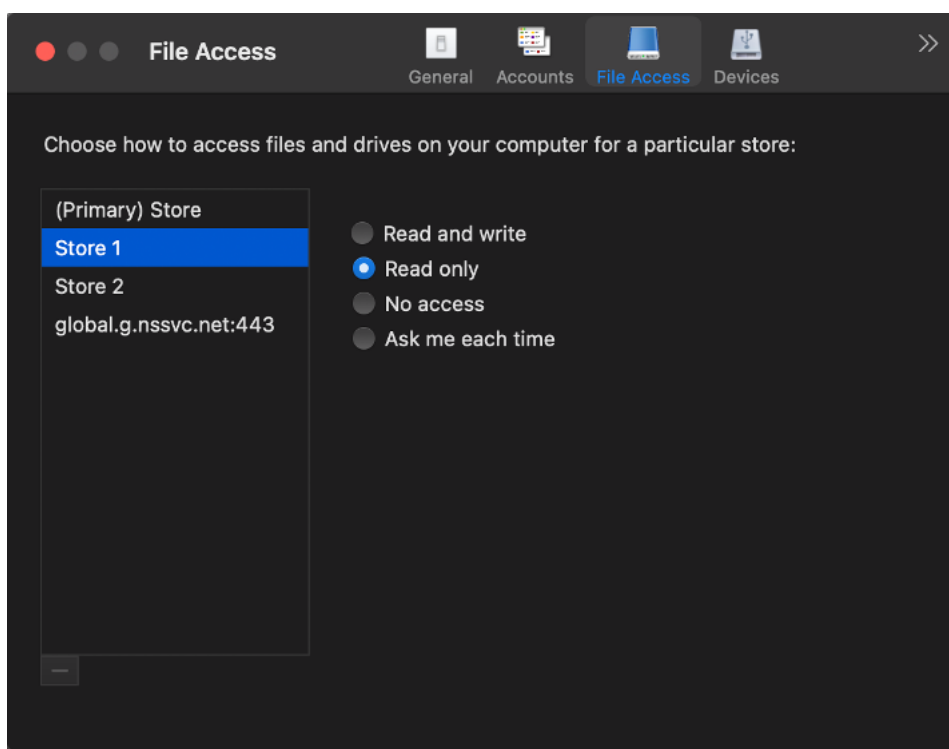 File Access
General
Accounts
File Access
Devices
Choose how to access files and drives on your computer for a particular store:
(Primary) Store
Store 1
Store 2
global.g.nssvc.net:443
Read and write
Read only
No access
Ask me each time